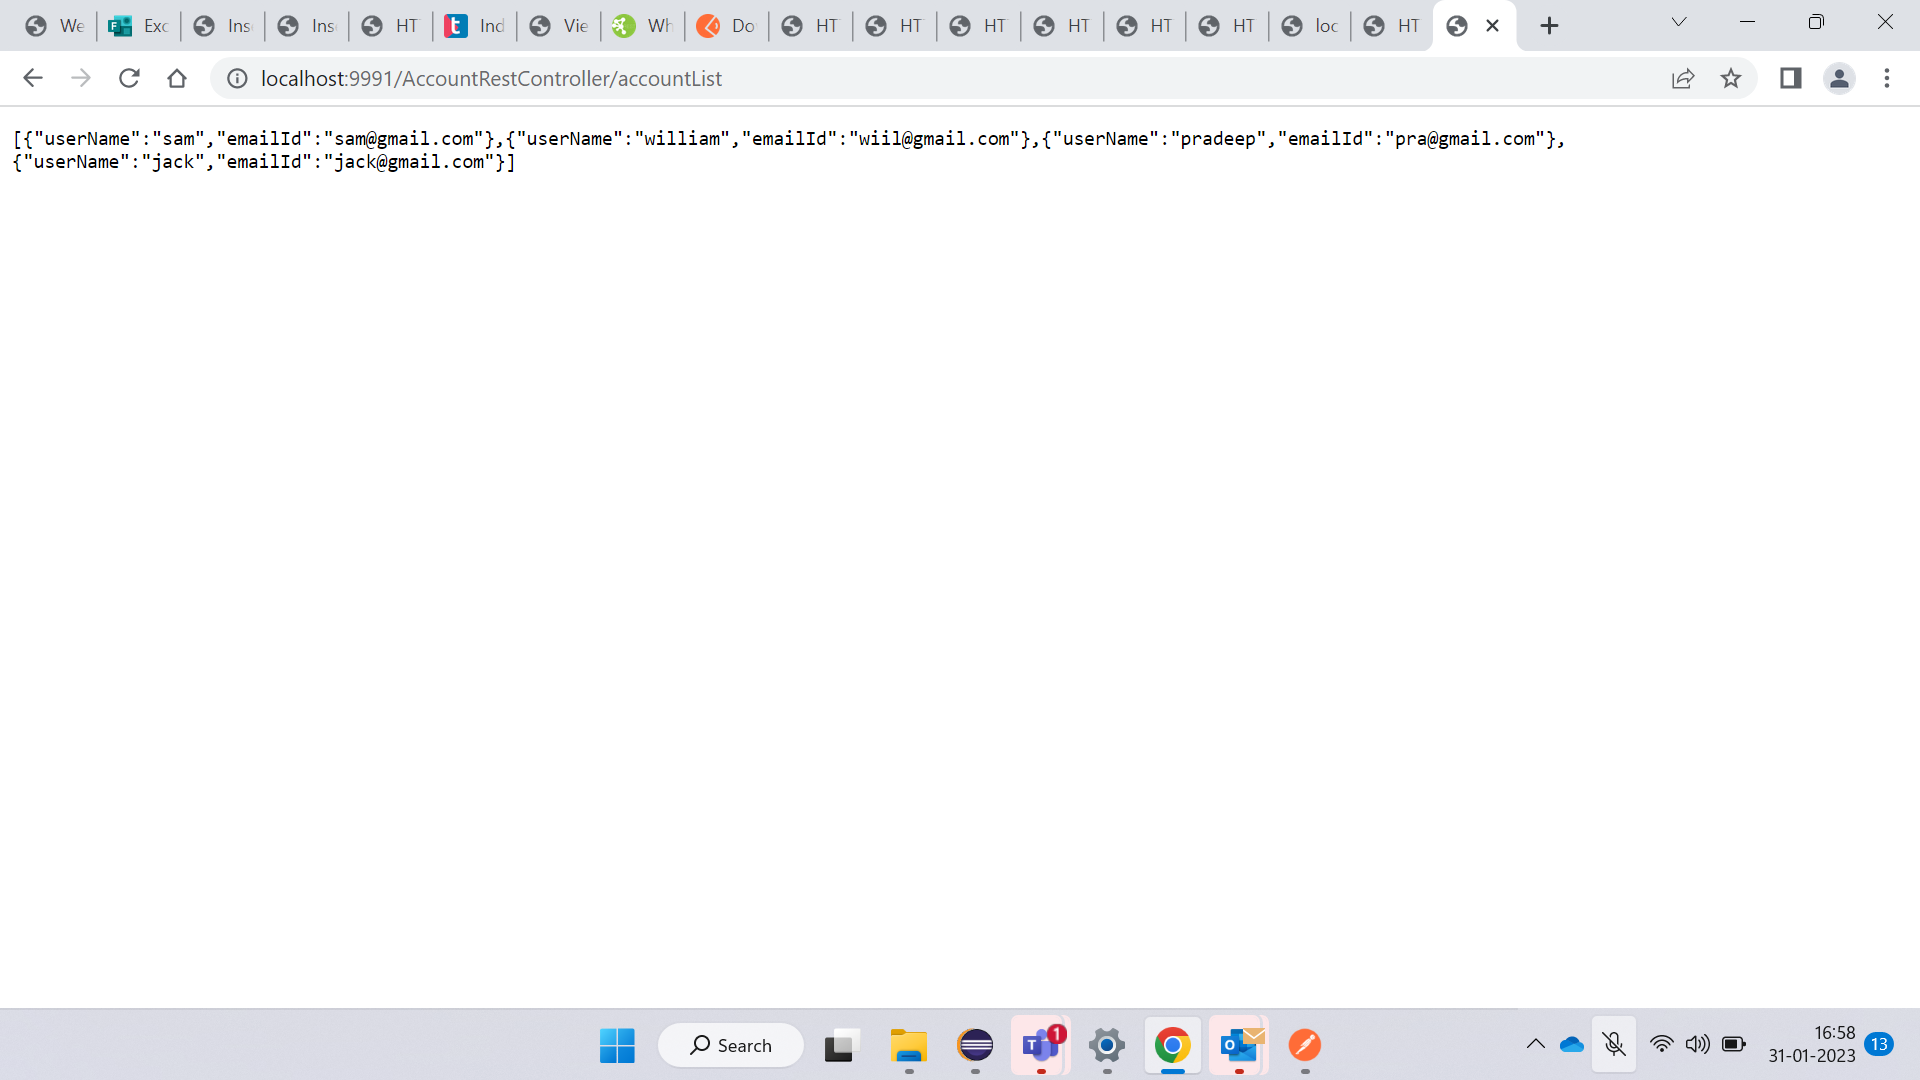 We
Exc
Ins
Ins
HT
Ind
Vie
Wh
Do
HT
HT
HT
HT
HT
HT
loc
HT
localhost:9991/AccountRestController/accountList
[{"userName":"sam","emailId":"sam@gmail.com"},{"userName":"william","emailId":"wiil@gmail.com"},{"userName":"pradeep","emailId":"pra@gmail.com"},
{"userName":"jack","emailId":"jack@gmail.com"}]
Search
1
16:58
31-01-2023
13